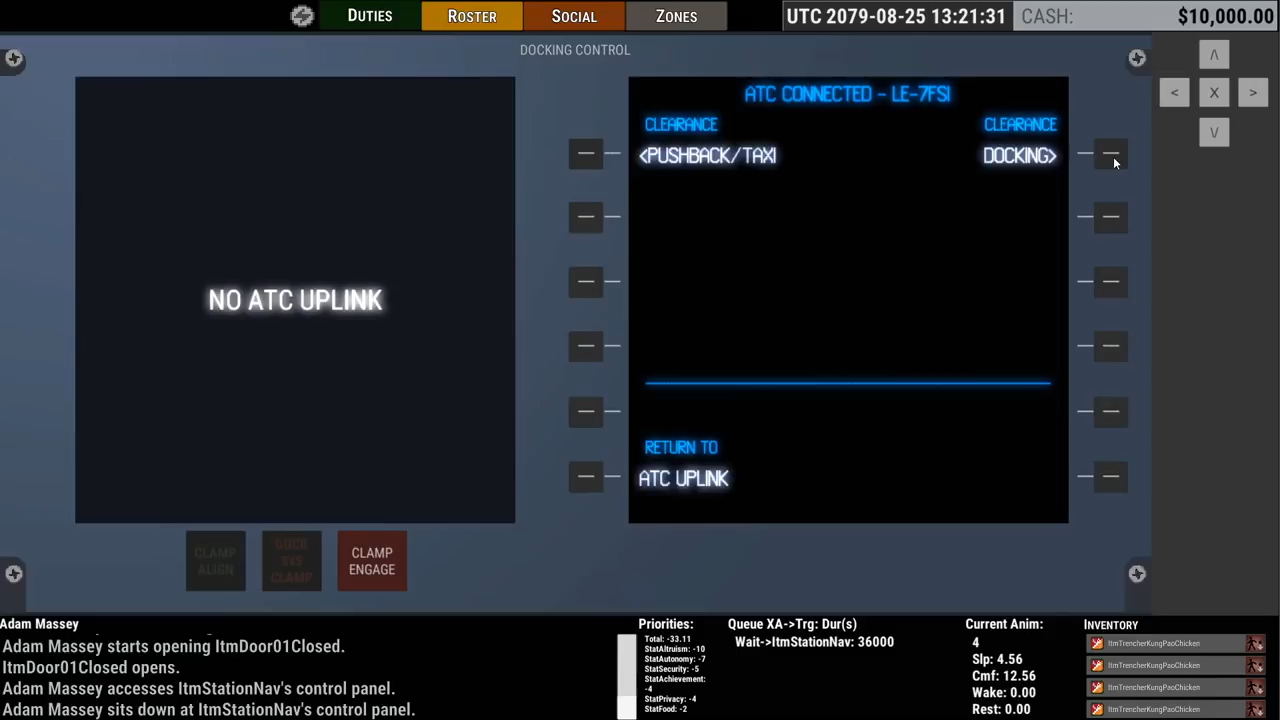 DUTIES ROSTER SOCIAL ZONES UTC 2079-08-25 13:21:31 CASH: $10,000.00
DOCKING CONTROL
∧
< X >
∨
ATC CONNECTED - LE-7FSI
CLEARANCE CLEARANCE
<PUSHBACK/TAXI DOCKING>
NO ATC UPLINK
RETURN TO
ATC UPLINK
CLAMP
ALIGN
DOCK
SYS
CLAMP
CLAMP
ENGAGE
Adam Massey
Adam Massey starts opening ItmDoor01Closed.
ItmDoor01Closed opens.
Adam Massey accesses ItmStationNav's control panel.
Adam Massey sits down at ItmStationNav's control panel.
Priorities:
Total: -33.11
StatAltruism: -10
StatAutonomy: -7
StatSecurity: -5
StatAchievement:
-4
StatPrivacy: -4
StatFood: -2
Queue XA->Trg: Dur(s)
Wait->ItmStationNav: 36000
Current Anim:
4
Slp: 4.56
Cmf: 12.56
Wake: 0.00
Rest: 0.00
INVENTORY
ItmTrencherKungPaoChicken
ItmTrencherKungPaoChicken
ItmTrencherKungPaoChicken
ItmTrencherKungPaoChicken